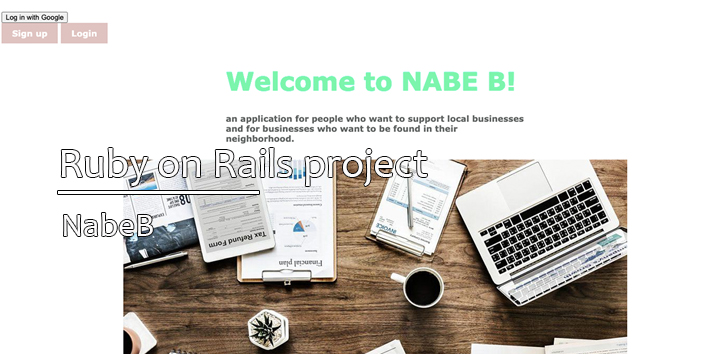 Log in with Google
Sign up
Login
Welcome to NABE B!
an application for people who want to support local businesses
and for businesses who want to be found in their
neighborhood.
Ruby on Rails project
NabeB
Tax Refund Form
Financial plan
INVOICE